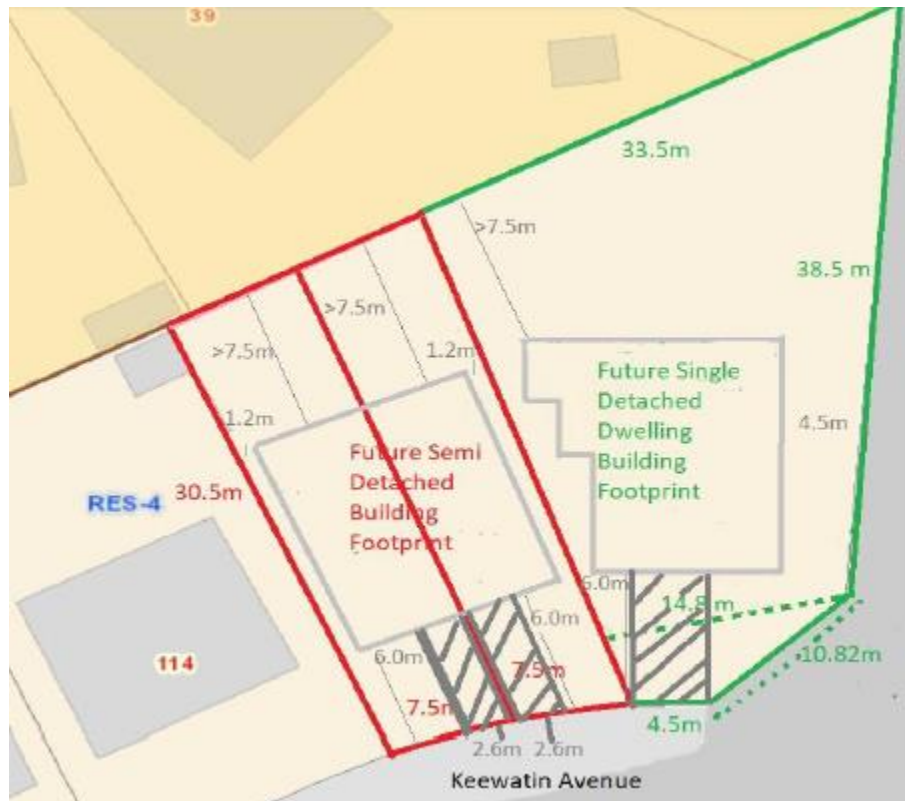 39
33.5m
>7.5m
38.5 m
>7.5m
>7.5m
1.2m
1.2m
4.5m
Future Single
Detached
Dwelling
Building
Footprint
Future Semi
Detached
Building
Footprint
30.5m
RES-4
6.0m
14.8 m
6.0m
6.0m
114
10.82m
7.5m
7.5m
4.5m
2.6m
2.6m
Keewatin Avenue